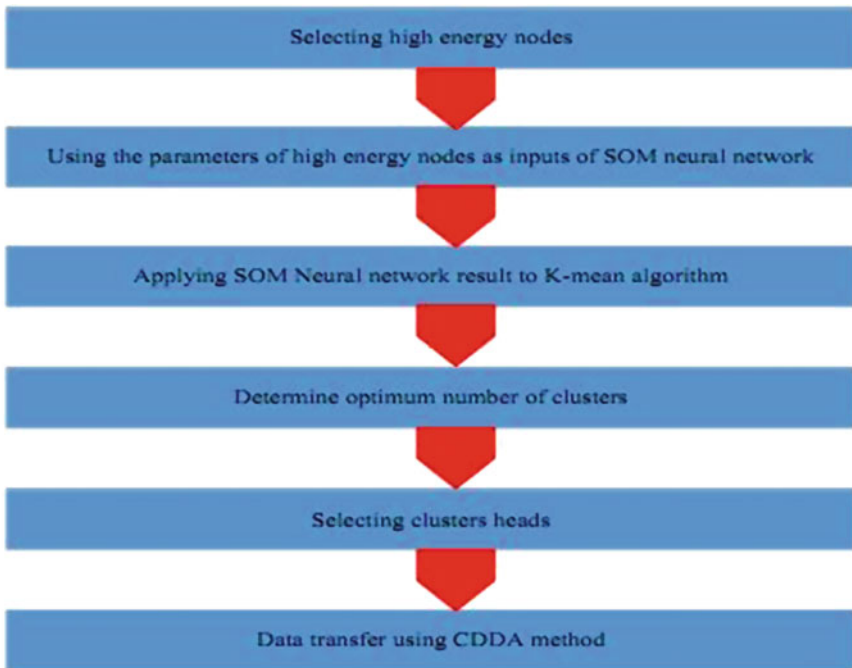 Selecting high energy nodes
Using the parameters of high energy nodes as inputs of SOM neural network
Applying SOM Neural network result to K-mean algorithm
Determine optimum number of clusters
Selecting clusters heads
Data transfer using CDDA method